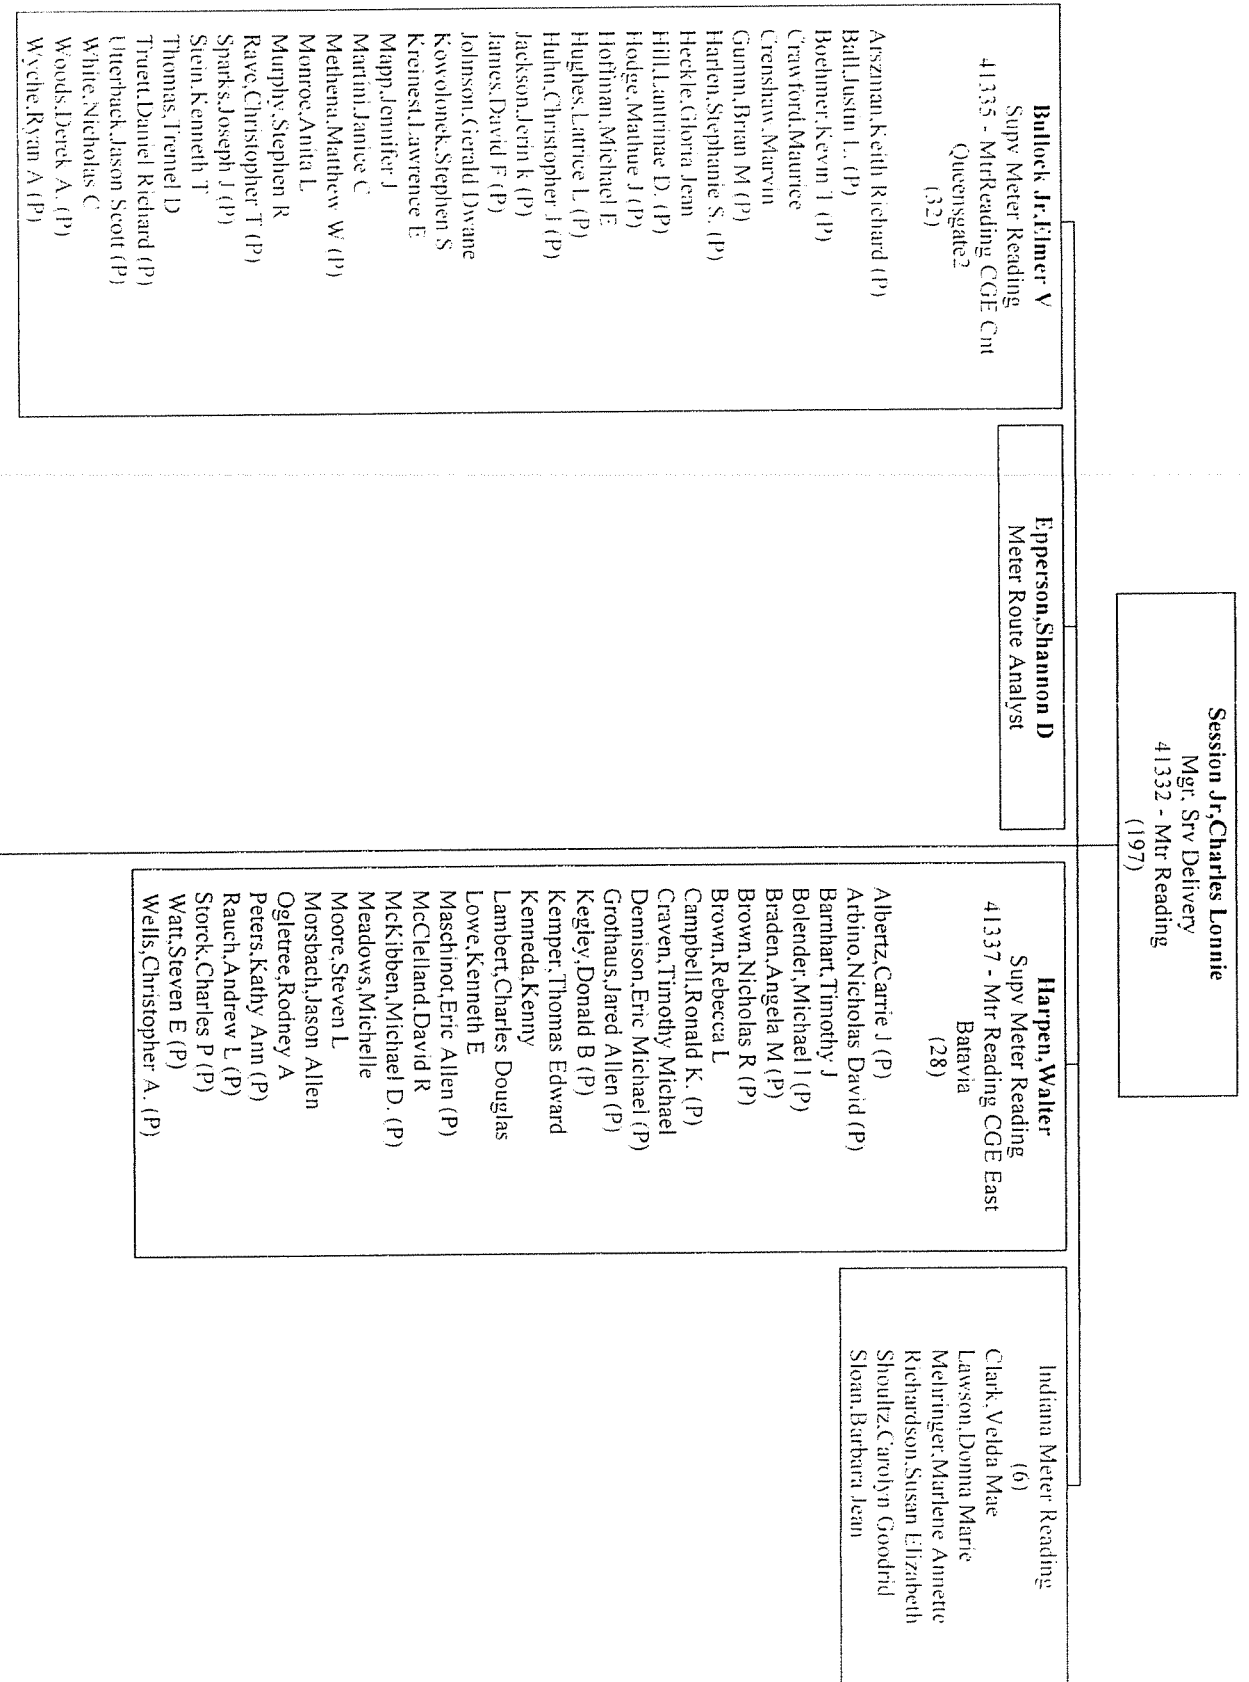 Session Jr,Charles Lonnie
Mgr. Srv Delivery
41332 - Mtr Reading
(197)
Bullock Jr,Elmer V
Supv Meter Reading
41335 - MtrReading CGE Cnt
Queensgate2
(32)
Arszman,Keith Richard (P)
Ball,Justin L. (P)
Boehmer,Kevin T (P)
Crawford,Maurice
Crenshaw,Marvin
Gumm,Brian M (P)
Harlen,Stephanie S. (P)
Heckle,Gloria Jean
Hill,Lantrinae D. (P)
Hodge,Mathue J (P)
Hoffman,Michael E
Hughes,Latrice L (P)
Huhn,Christopher J (P)
Jackson,Jerin k (P)
James,David F (P)
Johnson,Gerald Dwane
Kowolonek,Stephen S
Kreinest,Lawrence E
Mapp,Jennifer J
Martini,Janice C
Methena,Mathew W (P)
Monroe,Anita L
Murphy,Stephen R
Rave,Christopher T (P)
Sparks,Joseph J (P)
Stein,Kenneth T
Thomas,Tremel D
Truett,Daniel Richard (P)
Utterback,Jason Scott (P)
White,Nicholas C
Woods,Derek A. (P)
Wyche,Ryan A (P)
Epperson,Shannon D
Meter Route Analyst
Harpen,Walter
Supv Meter Reading
41337 - Mtr Reading CGE East
Batavia
(28)
Albertz,Carrie J (P)
Arbino,Nicholas David (P)
Barnhart,Timothy J
Bolender,Michael J (P)
Braden,Angela M (P)
Brown,Nicholas R (P)
Brown,Rebecca L
Campbell,Ronald K. (P)
Craven,Timothy Michael
Dennison,Eric Michael (P)
Grothaus,Jared Allen (P)
Kegley,Donald B (P)
Kemper,Thomas Edward
Kenneda,Kenny
Lambert,Charles Douglas
Lowe,Kenneth E
Maschinot,Eric Allen (P)
McClelland,David R
McKibben,Michael D. (P)
Meadows,Michelle
Moore,Steven L
Morsbach,Jason Allen
Ogletree,Rodney A
Peters,Kathy Ann (P)
Rauch,Andrew L (P)
Storck,Charles P (P)
Watt,Steven E (P)
Wells,Christopher A. (P)
Indiana Meter Reading
(6)
Clark,Velda Mae
Lawson,Donna Marie
Mehringer,Marlene Annette
Richardson,Susan Elizabeth
Shoultz,Carolyn Goodrid
Sloan,Barbara Jean